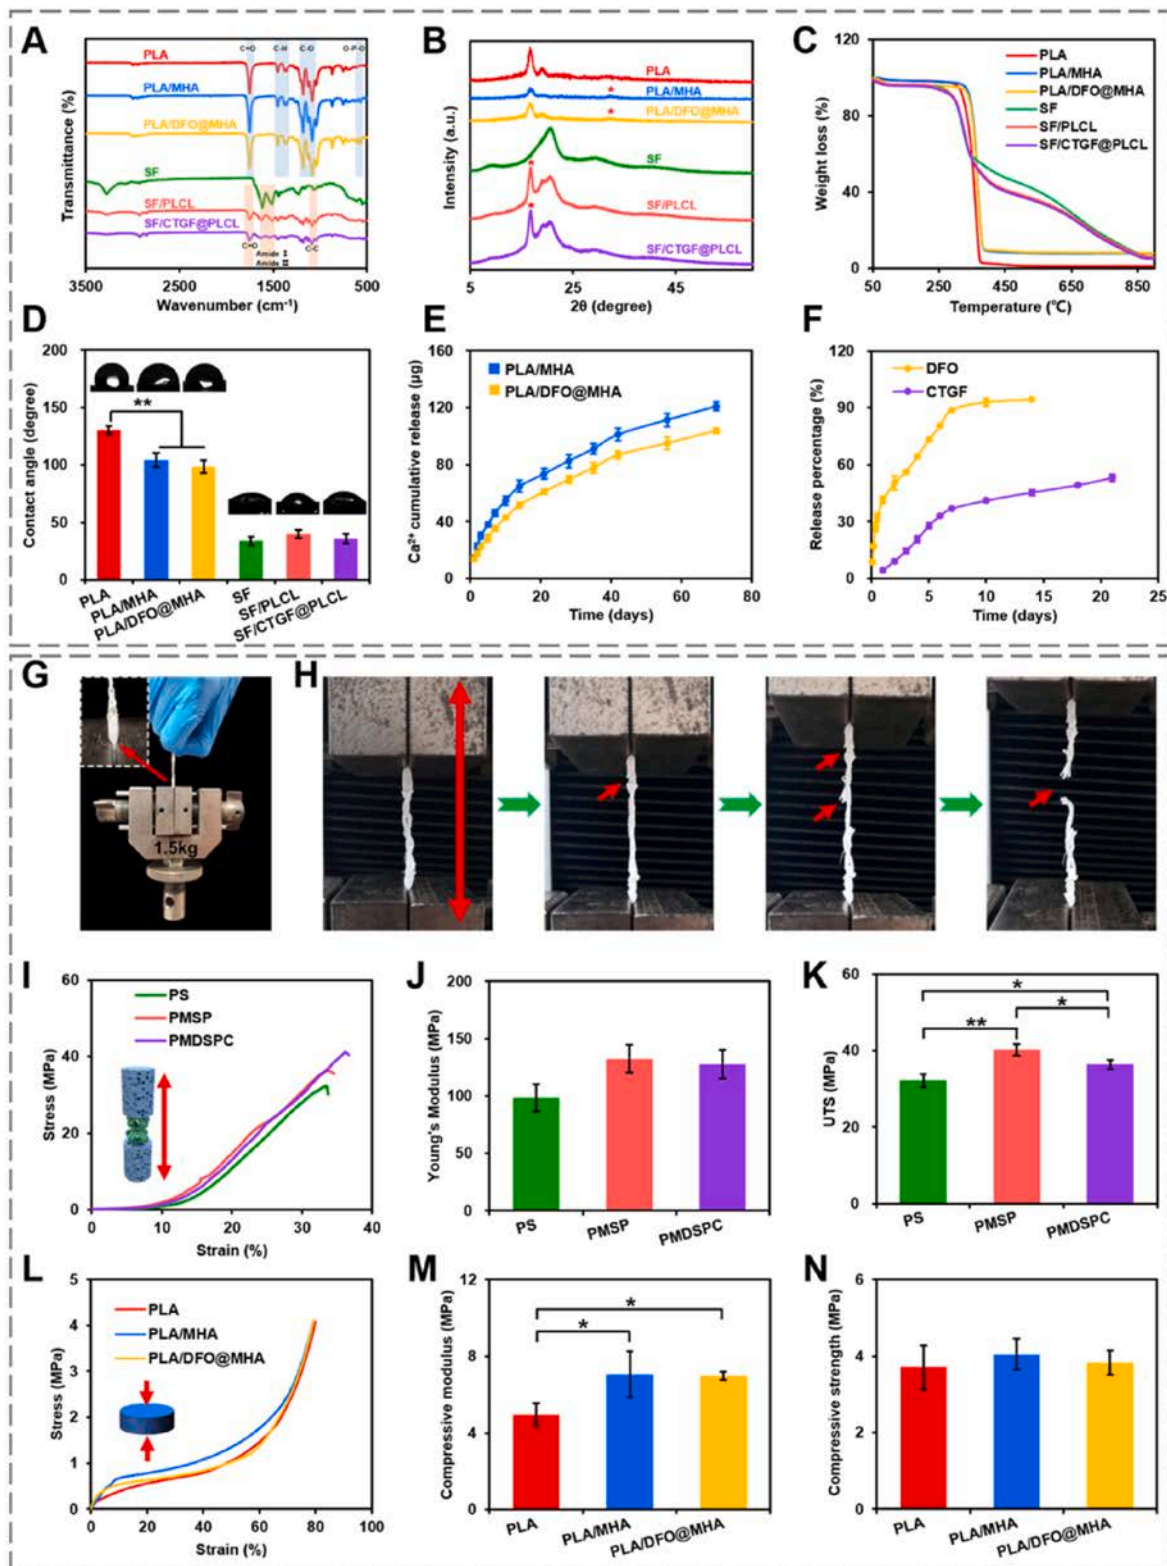 A
C=O C-H C-O O-P-O
PLA
PLA/MHA
PLA/DFO@MHA
SF
SF/PLCL
SF/CTGF@PLCL
C=O C-C
Amide I
Amide II
Transmittance (%)
3500 2500 1500 500
Wavenumber (cm⁻¹)
B
PLA
*
PLA/MHA
*
PLA/DFO@MHA
SF
*
SF/PLCL
*
SF/CTGF@PLCL
Intensity (a.u.)
5 25 45
2θ (degree)
C
120
80
40
0
Weight loss (%)
PLA
PLA/MHA
PLA/DFO@MHA
SF
SF/PLCL
SF/CTGF@PLCL
50 250 450 650 850
Temperature (℃)
D
200
150
100
50
0
Contact angle (degree)
**
PLA
PLA/MHA
PLA/DFO@MHA
SF
SF/PLCL
SF/CTGF@PLCL
E
160
120
80
40
0
Ca²⁺ cumulative release (μg)
PLA/MHA
PLA/DFO@MHA
0 20 40 60 80
Time (days)
F
120
90
60
30
0
Release percentage (%)
DFO
CTGF
0 5 10 15 20 25
Time (days)
G
1.5kg
H
I
60
40
20
0
Stress (MPa)
PS
PMSP
PMDSPC
0 10 20 30 40
Strain (%)
J
200
150
100
50
0
Young's Modulus (MPa)
PS PMSP PMDSPC
K
60
40
20
0
UTS (MPa)
*
*
**
PS PMSP PMDSPC
L
5
4
3
2
1
0
Stress (MPa)
PLA
PLA/MHA
PLA/DFO@MHA
0 20 40 60 80 100
Strain (%)
M
12
8
4
0
Compressive modulus (MPa)
*
*
PLA PLA/MHA PLA/DFO@MHA
N
6
4
2
0
Compressive strength (MPa)
PLA PLA/MHA PLA/DFO@MHA